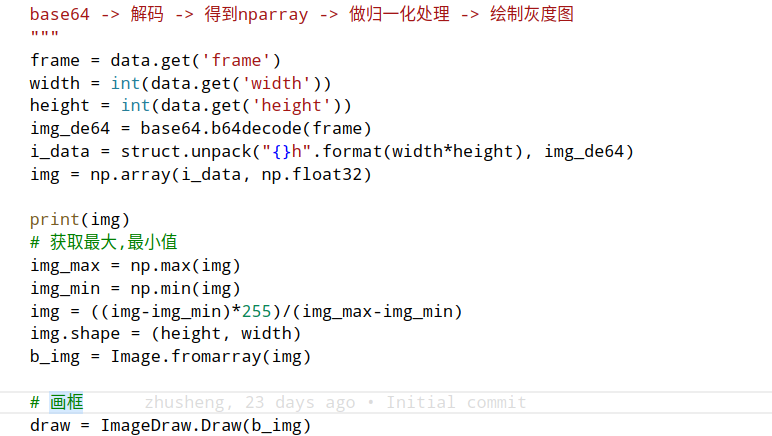 base64 -> 解码 -> 得到nparray -> 做归一化处理 -> 绘制灰度图
"""
frame = data.get('frame')
width = int(data.get('width'))
height = int(data.get('height'))
img_de64 = base64.b64decode(frame)
i_data = struct.unpack("{}h".format(width*height), img_de64)
img = np.array(i_data, np.float32)
print(img)
# 获取最大,最小值
img_max = np.max(img)
img_min = np.min(img)
img = ((img-img_min)*255)/(img_max-img_min)
img.shape = (height, width)
b_img = Image.fromarray(img)
# 画框 zhusheng, 23 days ago • Initial commit
draw = ImageDraw.Draw(b_img)